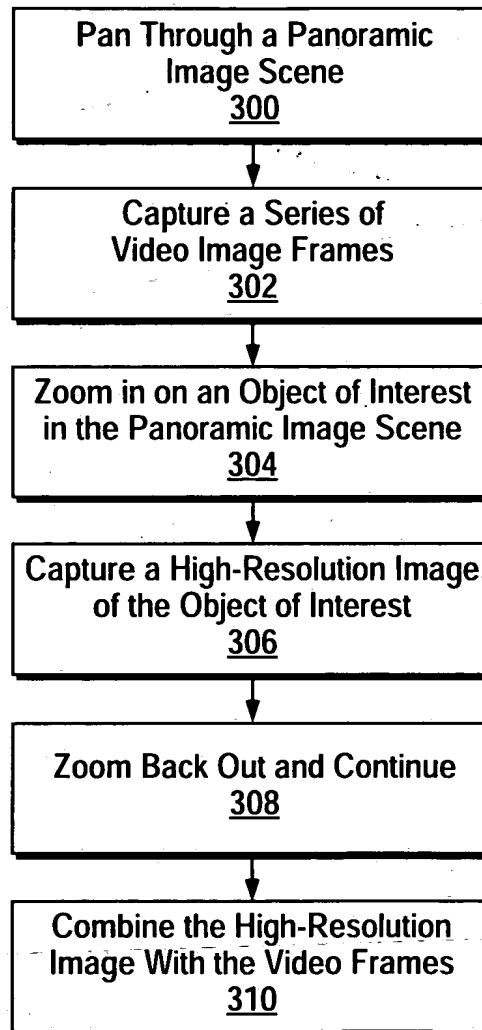 Pan Through a Panoramic
Image Scene
300
Capture a Series of
Video Image Frames
302
Zoom in on an Object of Interest
in the Panoramic Image Scene
304
Capture a High-Resolution Image
of the Object of Interest
306
Zoom Back Out and Continue
308
Combine the High-Resolution
Image With the Video Frames
310